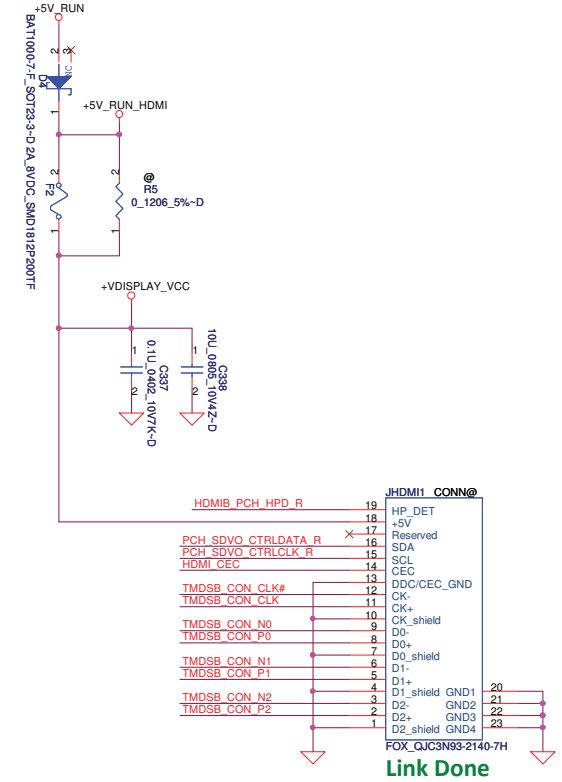 +5V_RUN
2
3
NC
D4
1
BAT1000-7-F_SOT23-3~D
2A_8VDC_SMD1812P200TF
+5V_RUN_HDMI
2
2
F2
@
R5
0_1206_5%~D
1
1
+VDISPLAY_VCC
1
2
C337
0.1U_0402_10V7K~D
1
2
C338
10U_0805_10V4Z~D
JHDMI1 CONN@
HDMIB_PCH_HPD_R 19 HP_DET
18 +5V
17 Reserved
PCH_SDVO_CTRLDATA_R 16 SDA
PCH_SDVO_CTRLCLK_R 15 SCL
HDMI_CEC 14 CEC
13 DDC/CEC_GND
TMDSB_CON_CLK# 12 CK-
TMDSB_CON_CLK 11 CK+
10 CK_shield
TMDSB_CON_N0 9 D0-
TMDSB_CON_P0 8 D0+
7 D0_shield
TMDSB_CON_N1 6 D1-
TMDSB_CON_P1 5 D1+
4 D1_shield GND1 20
TMDSB_CON_N2 3 D2- GND2 21
TMDSB_CON_P2 2 D2+ GND3 22
1 D2_shield GND4 23
FOX_QJC3N93-2140-7H
Link Done